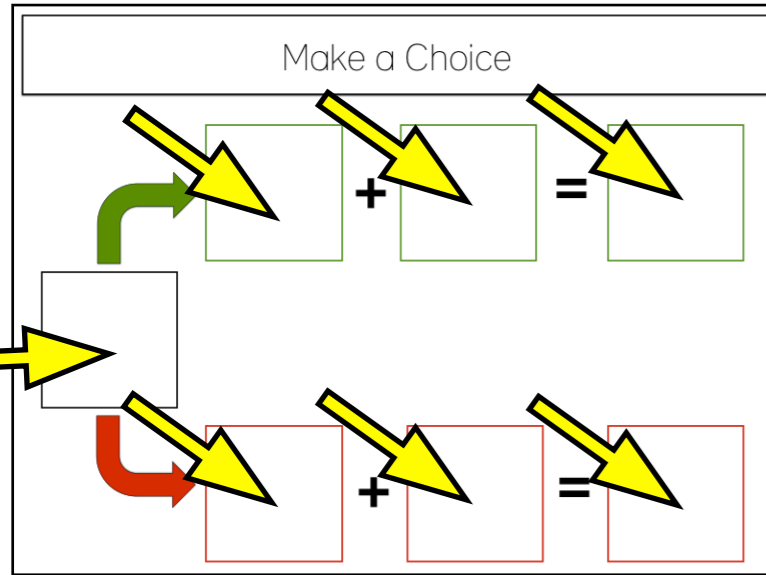 Make a Choice
+ =
+ =